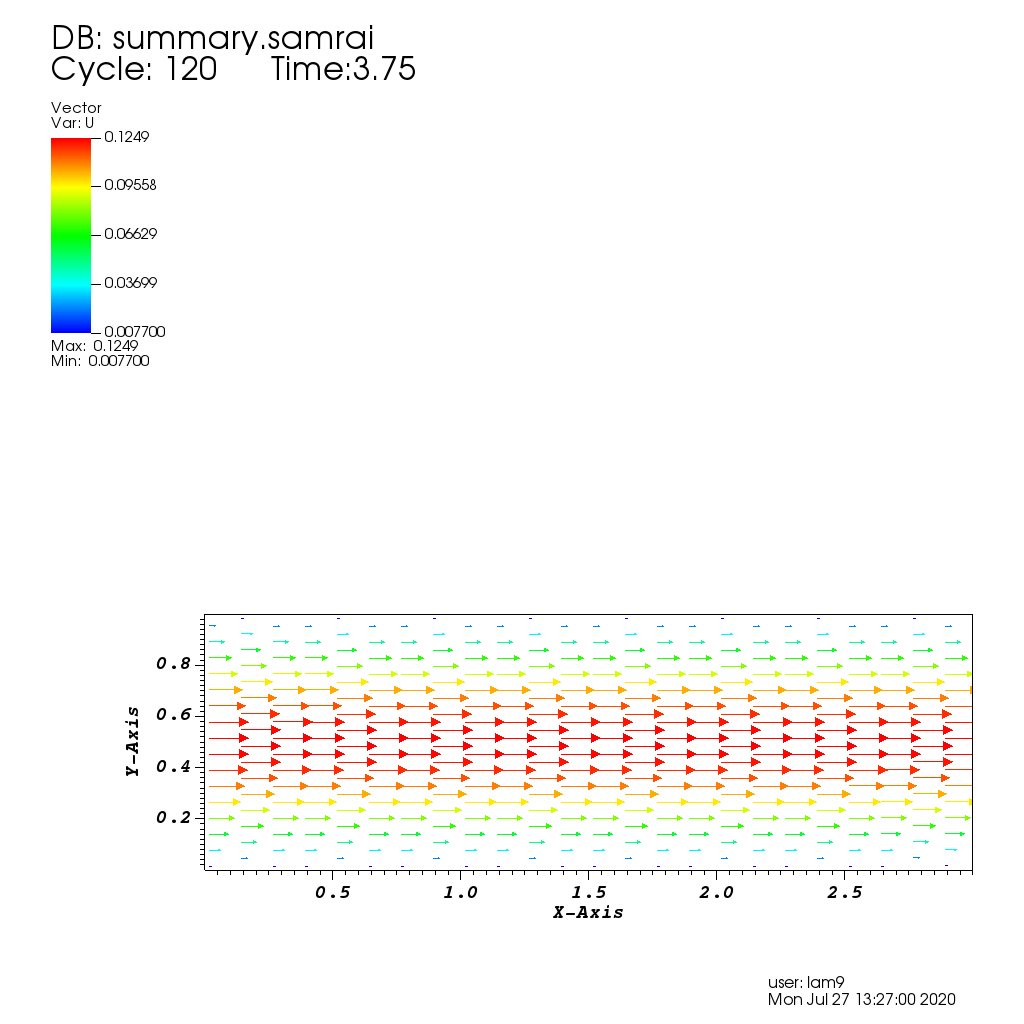 DB: summary.samrai
Cycle: 120 Time:3.75
Vector
Var: U
0.1249
0.09558
0.06629
0.03699
0.007700
Max: 0.1249
Min: 0.007700
Y-Axis
0.8
0.6
0.4
0.2
0.5 1.0 1.5 2.0 2.5
X-Axis
user: lam9
Mon Jul 27 13:27:00 2020